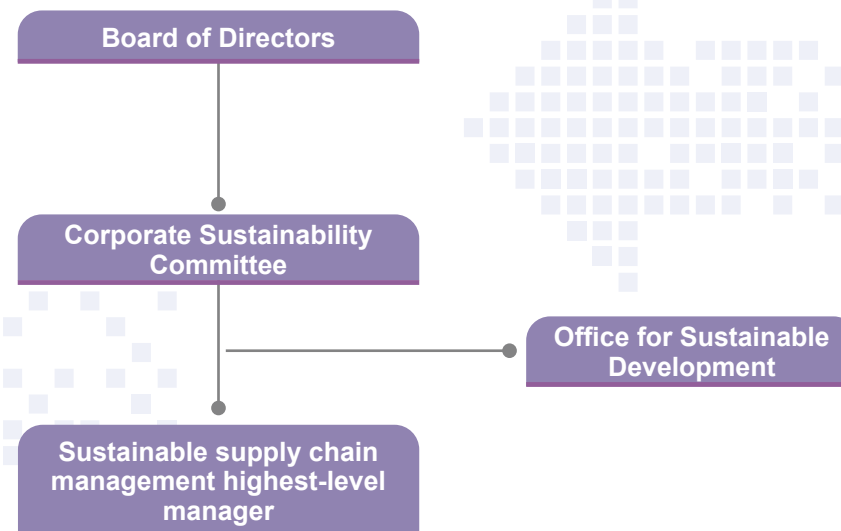 Board of Directors
Corporate Sustainability
Committee
Office for Sustainable
Development
Sustainable supply chain
management highest-level
manager